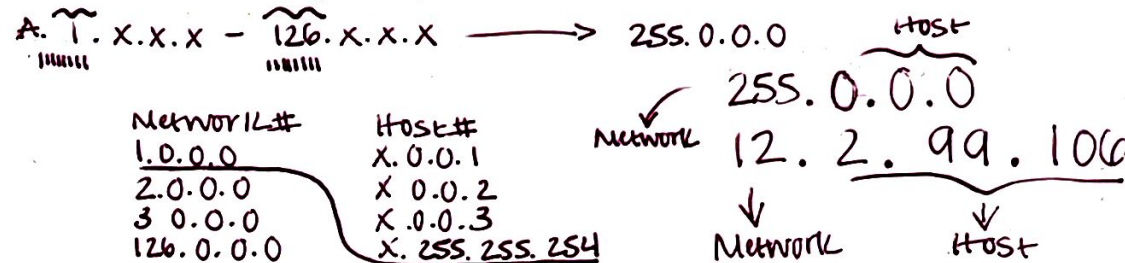 A. 1. x.x.x - 126. x.x.x → 255.0.0.0
Host
255. 0.0.0
Network
12. 2. 99. 106
Network Host
Network# Host#
1.0.0.0 X.0.0.1
2.0.0.0 X 0.0.2
3 0.0.0 X.0.0.3
126.0.0.0 X. 255. 255. 254